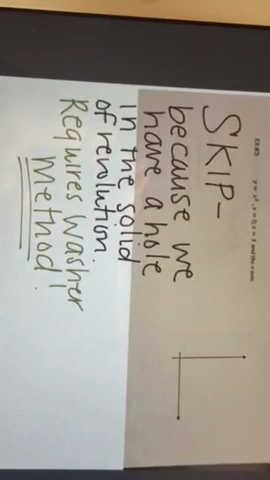 SKIP-
because we
have a hole
in the solid
of revolution.
Requires Washer
Method!